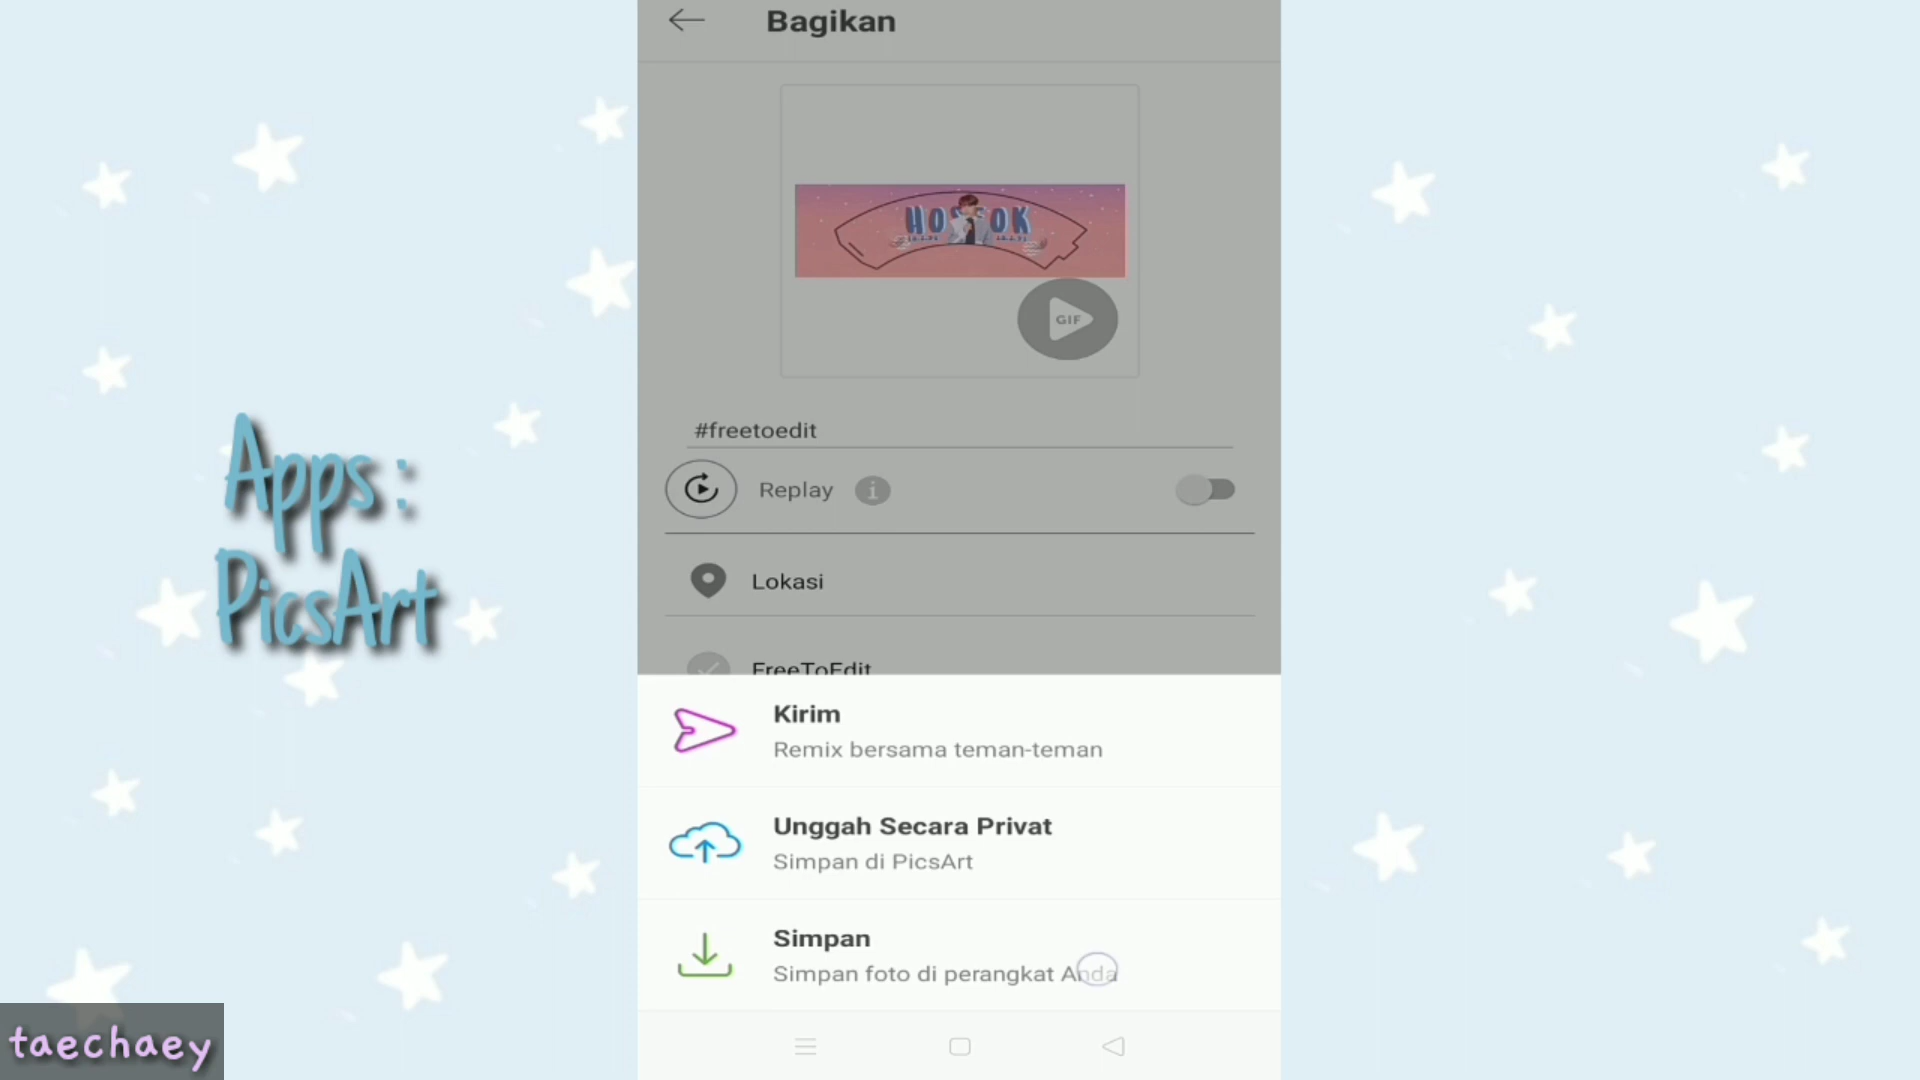 Bagikan
HOSEOK
GIF
#freetoedit
Replay
Lokasi
FreeToEdit
Kirim
Remix bersama teman-teman
Unggah Secara Privat
Simpan di PicsArt
Simpan
Simpan foto di perangkat Anda
Apps :
PicsArt
taechaey